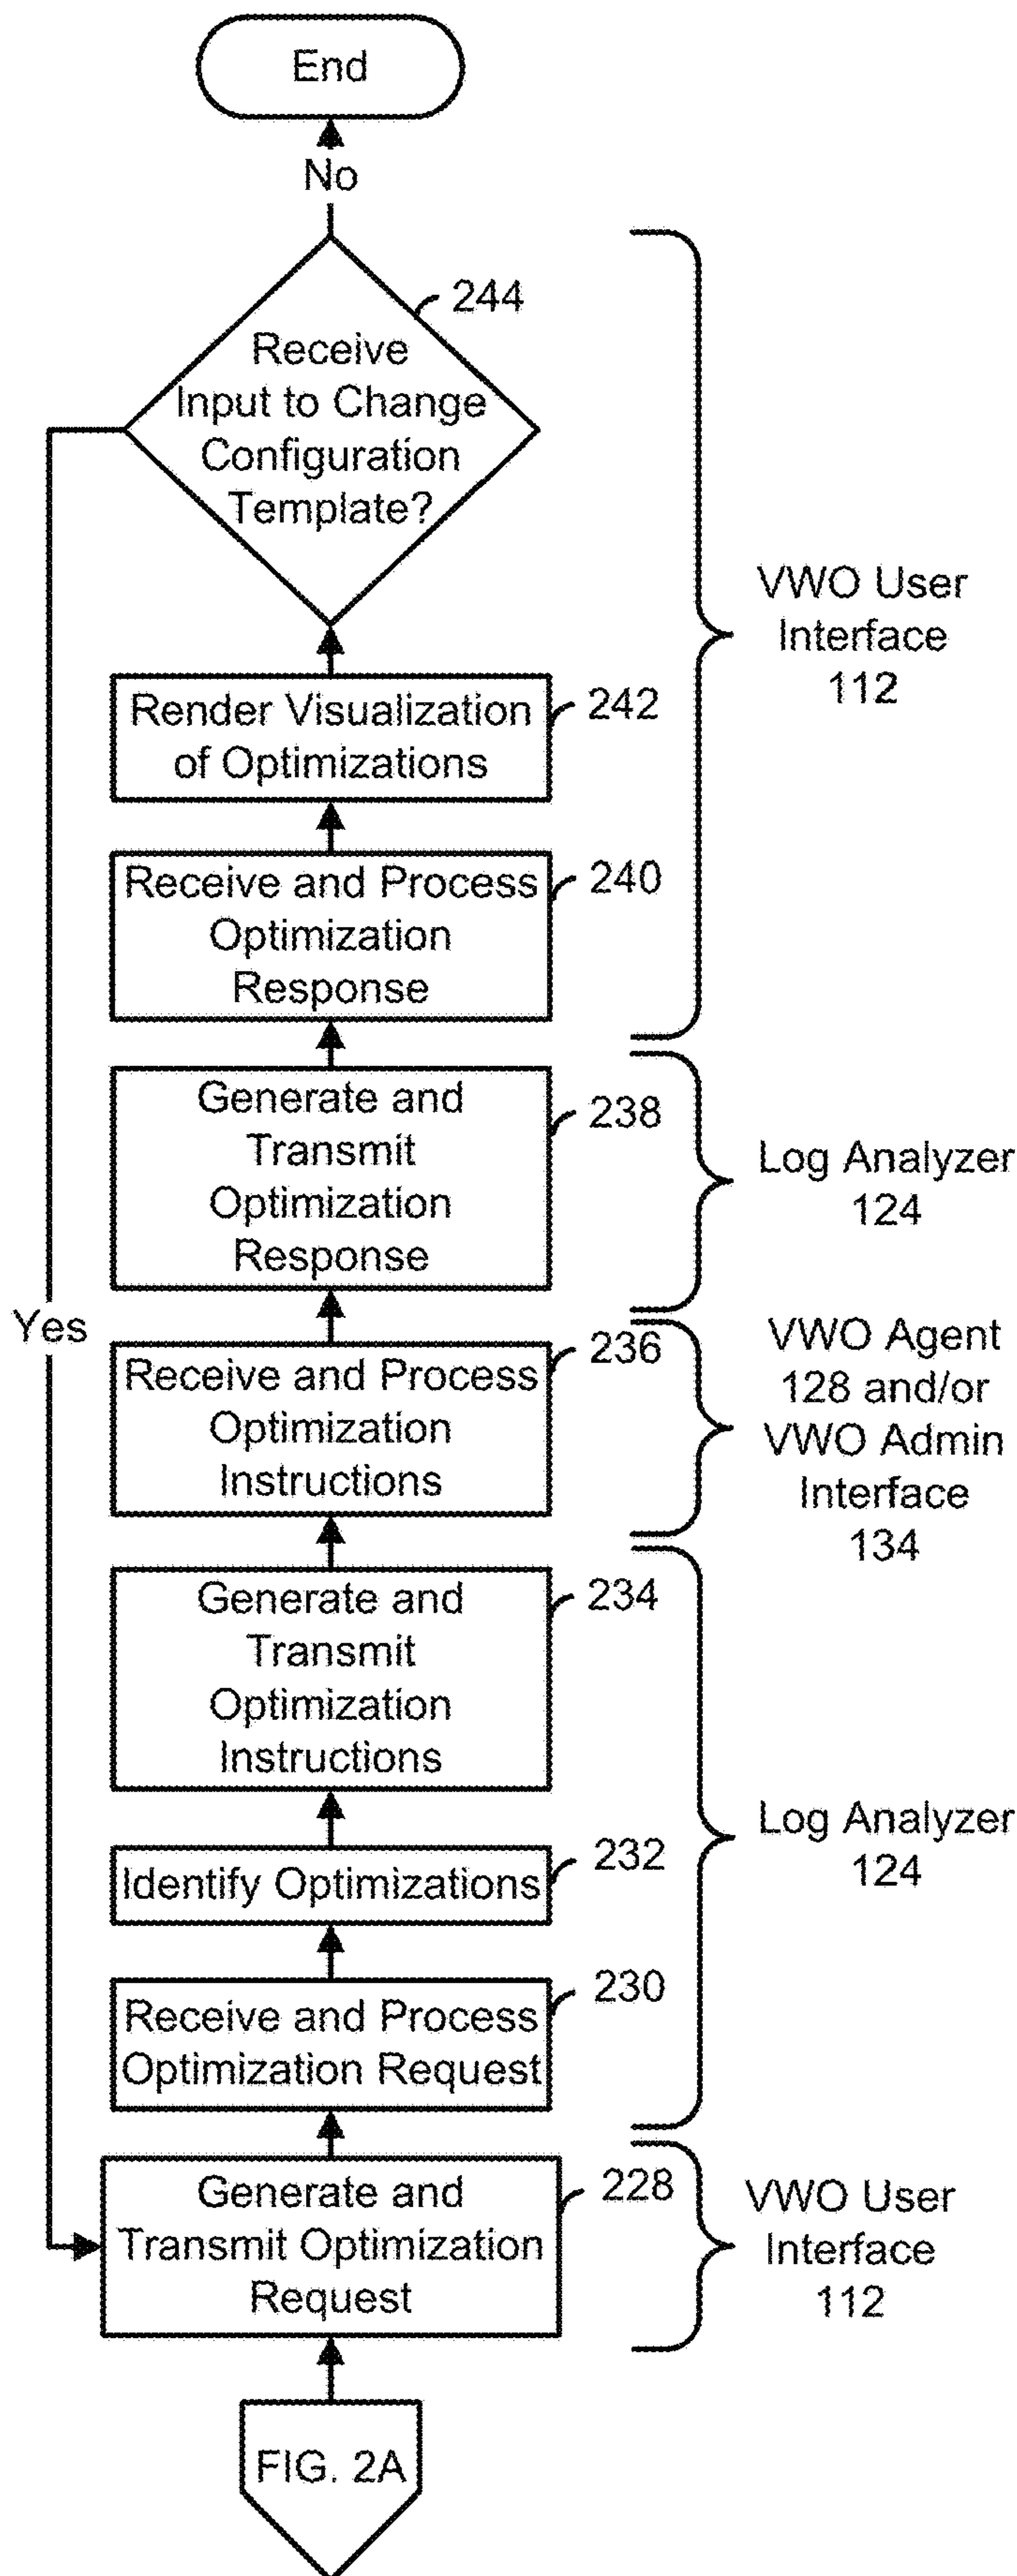 End
No
244
Receive
Input to Change
Configuration
Template?
VWO User
Interface
112
Render Visualization
of Optimizations
242
Receive and Process
Optimization
Response
240
Generate and
Transmit
Optimization
Response
238
Log Analyzer
124
Yes
Receive and Process
Optimization
Instructions
236
VWO Agent
128 and/or
VWO Admin
Interface
134
Generate and
Transmit
Optimization
Instructions
234
Identify Optimizations
232
Log Analyzer
124
Receive and Process
Optimization Request
230
Generate and
Transmit Optimization
Request
228
VWO User
Interface
112
FIG. 2A